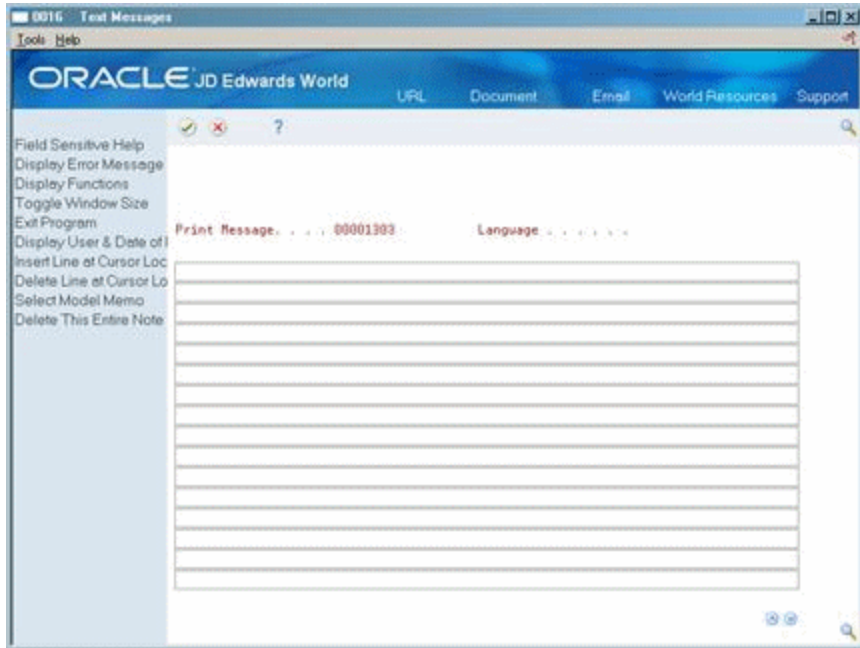 0016 Text Messages
Tools Help
ORACLE JD Edwards World
URL Document Email World Resources Support
?
Field Sensitive Help
Display Error Message
Display Functions
Toggle Window Size
Exit Program
Display User & Date of
Insert Line at Cursor Loc
Delete Line at Cursor Lo
Select Model Memo
Delete This Entire Note
Print Message. . . . 00001303 Language . . . . . .